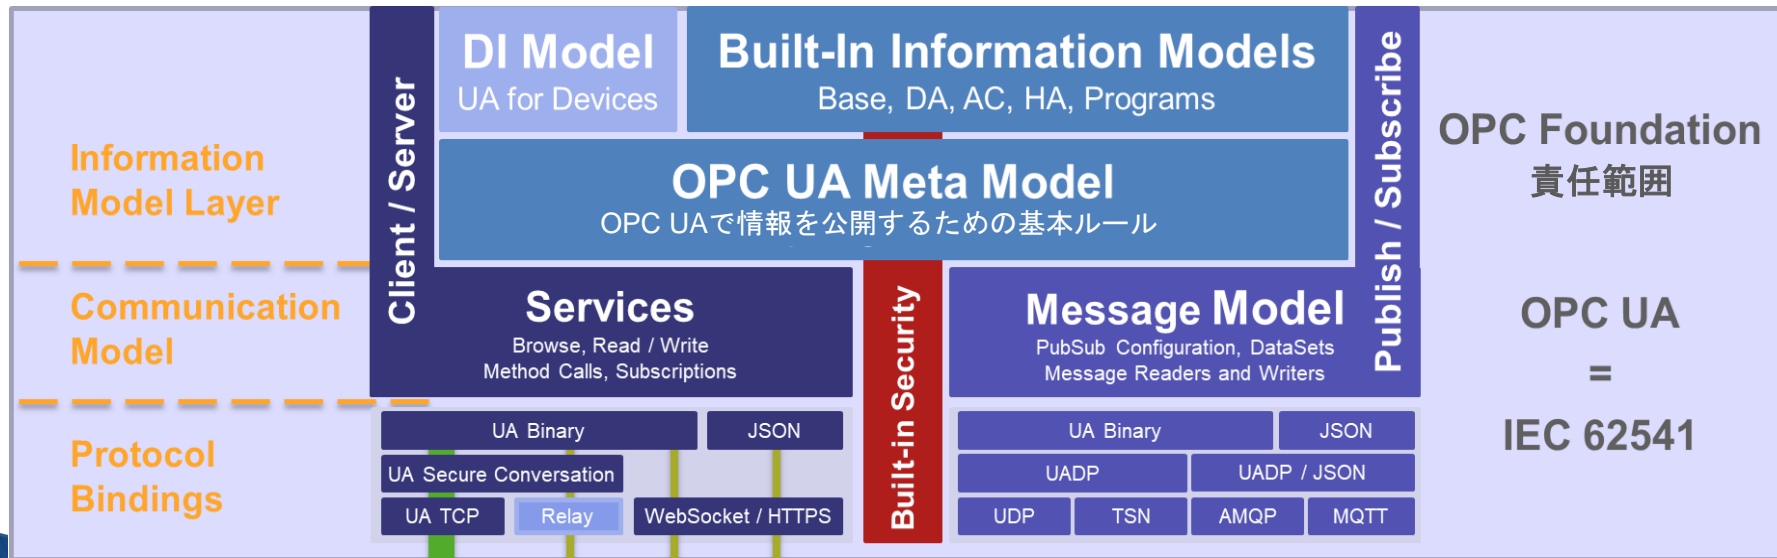 Information
Model Layer
Communication
Model
Protocol
Bindings
Client / Server
DI Model
UA for Devices
Built-In Information Models
Base, DA, AC, HA, Programs
OPC UA Meta Model
OPC UAで情報を公開するための基本ルール
Services
Browse, Read / Write
Method Calls, Subscriptions
UA Binary
JSON
UA Secure Conversation
UA TCP
Relay
WebSocket / HTTPS
Built-in Security
Message Model
PubSub Configuration, DataSets
Message Readers and Writers
UA Binary
JSON
UADP
UADP / JSON
UDP
TSN
AMQP
MQTT
Publish / Subscribe
OPC Foundation
責任範囲
OPC UA
=
IEC 62541